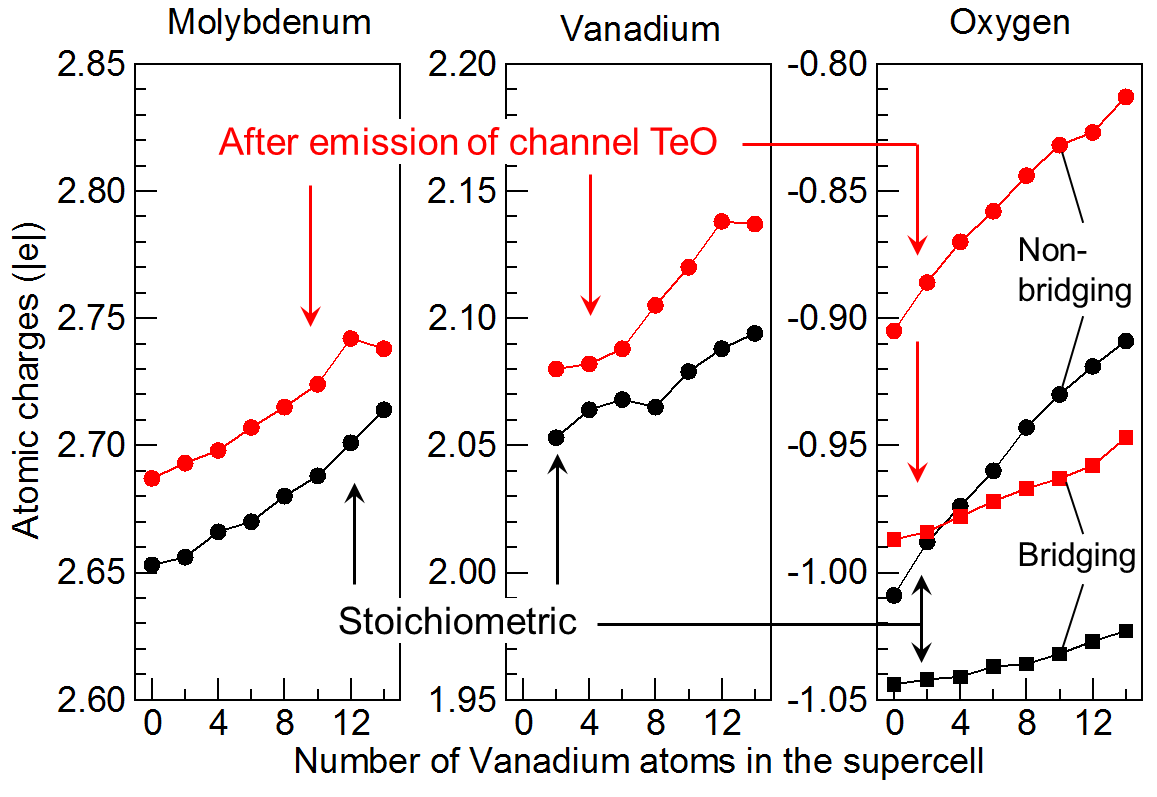 Molybdenum Vanadium Oxygen
2.85 2.20 -0.80
After emission of channel TeO
2.80 2.15 -0.85
Non-
bridging
2.75 2.10 -0.90
2.70 2.05 -0.95
Bridging
2.65 2.00 -1.00
Stoichiometric
2.60 1.95 -1.05
0 4 8 12 0 4 8 12 0 4 8 12
Atomic charges (|e|)
Number of Vanadium atoms in the supercell